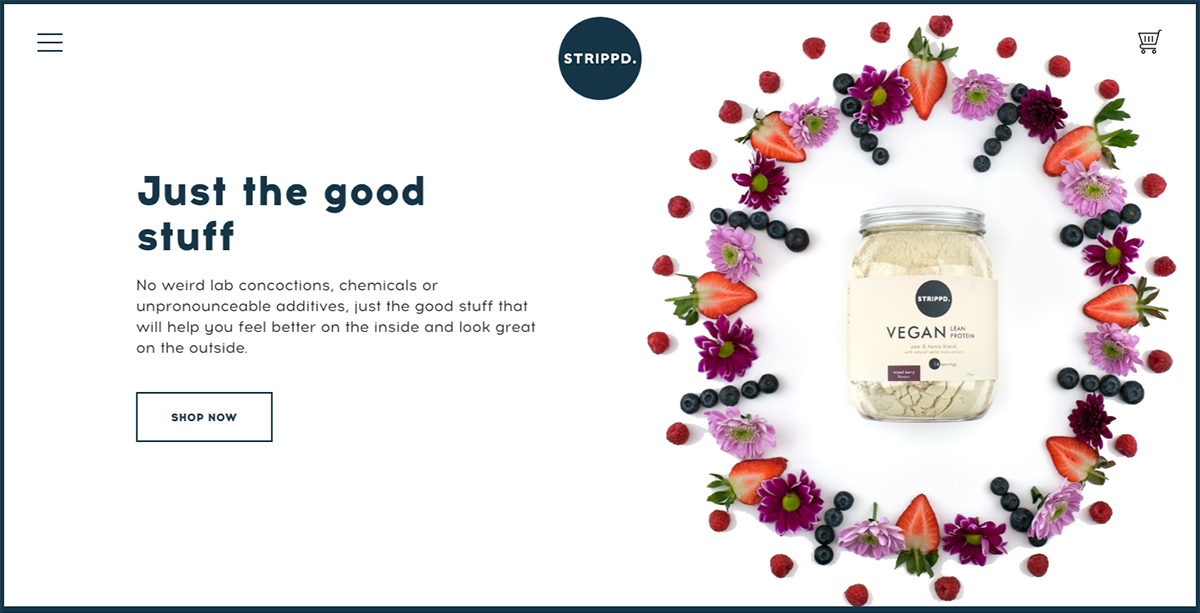 STRIPPD.
Just the good
stuff
No weird lab concoctions, chemicals or
unpronounceable additives, just the good stuff that
will help you feel better on the inside and look great
on the outside.
SHOP NOW
STRIPPD.
VEGAN LEAN
PROTEIN
pea & hemp blend
mixed berry
flavour